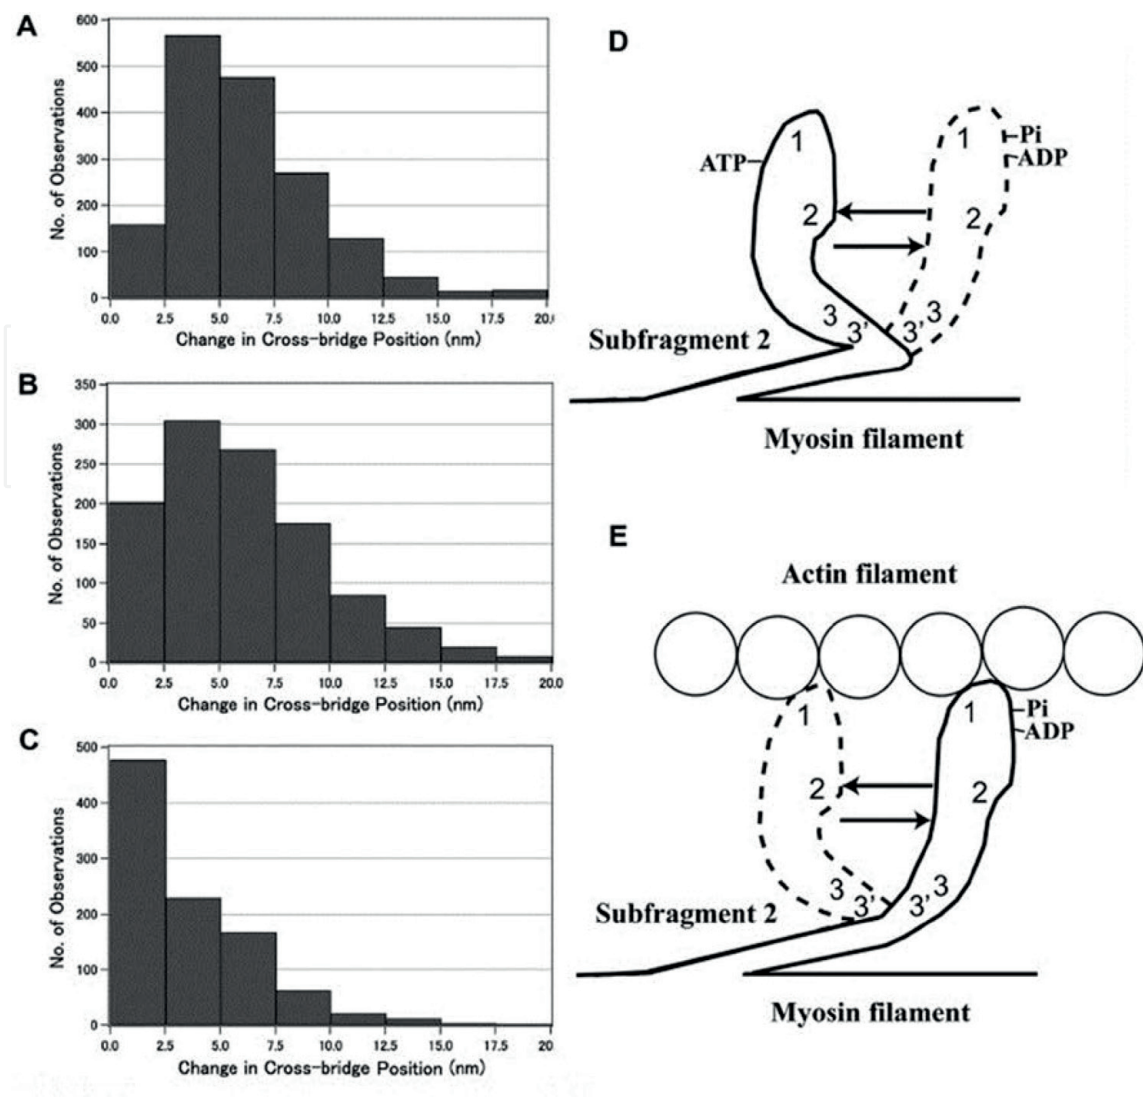 A
No. of Observations
600
500
400
300
200
100
0
0.0 2.5 5.0 7.5 10.0 12.5 15.0 17.5 20.
Change in Cross-bridge Position (nm)
B
No. of Observations
350
300
250
200
150
100
50
0
0.0 2.5 5.0 7.5 10.0 12.5 15.0 17.5 20.0
Change in Cross-bridge Position (nm)
C
No. of Observations
500
400
300
200
100
0
0.0 2.5 5.0 7.5 10.0 12.5 15.0 17.5 20
Change in Cross-bridge Position (nm)
D
1 1 Pi
ATP ADP
2 2
3 3' 3' 3
Subfragment 2
Myosin filament
E
Actin filament
1 1 Pi
ADP
2 2
3 3' 3' 3
Subfragment 2
Myosin filament